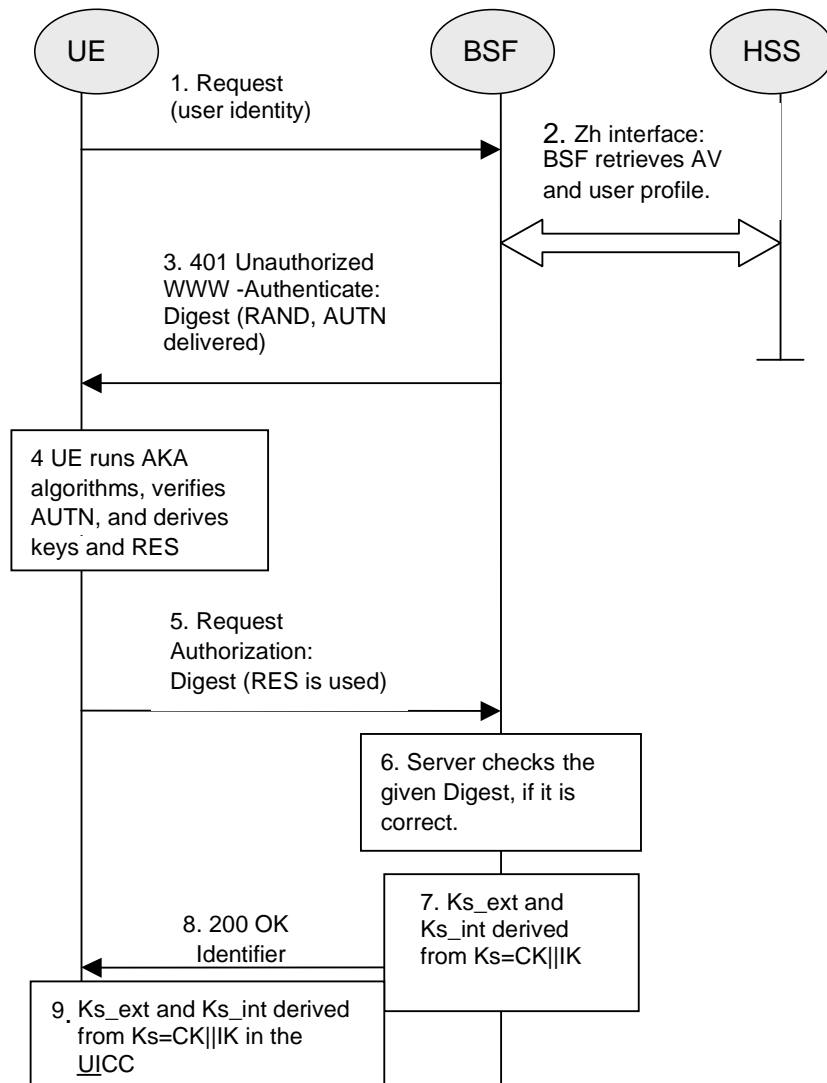 UE
BSF
HSS
1. Request
(user identity)
2. Zh interface:
BSF retrieves AV
and user profile.
3. 401 Unauthorized
WWW -Authenticate:
Digest (RAND, AUTN
delivered)
4 UE runs AKA
algorithms, verifies
AUTN, and derives
keys and RES
5. Request
Authorization:
Digest (RES is used)
6. Server checks the
given Digest, if it is
correct.
7. Ks_ext and
Ks_int derived
from Ks=CK||IK
8. 200 OK
Identifier
9. Ks_ext and Ks_int derived
from Ks=CK||IK in the
UICC